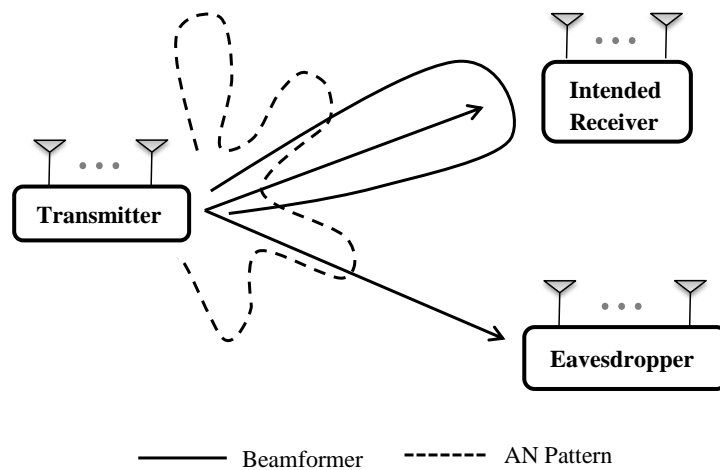 Intended
Receiver
Transmitter
Eavesdropper
Beamformer
AN Pattern